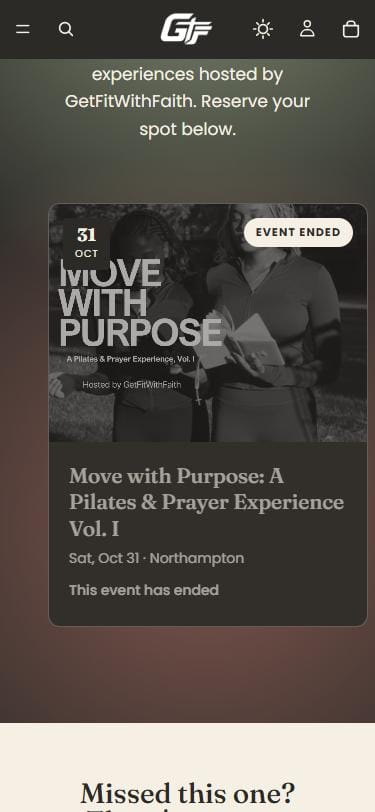 GFF
experiences hosted by
GetFitWithFaith. Reserve your
spot below.
31
OCT
EVENT ENDED
MOVE
WITH
PURPOSE
A Pilates & Prayer Experience, Vol. I
Hosted by GetFitWithFaith
Move with Purpose: A
Pilates & Prayer Experience
Vol. I
Sat, Oct 31 · Northampton
This event has ended
Missed this one?